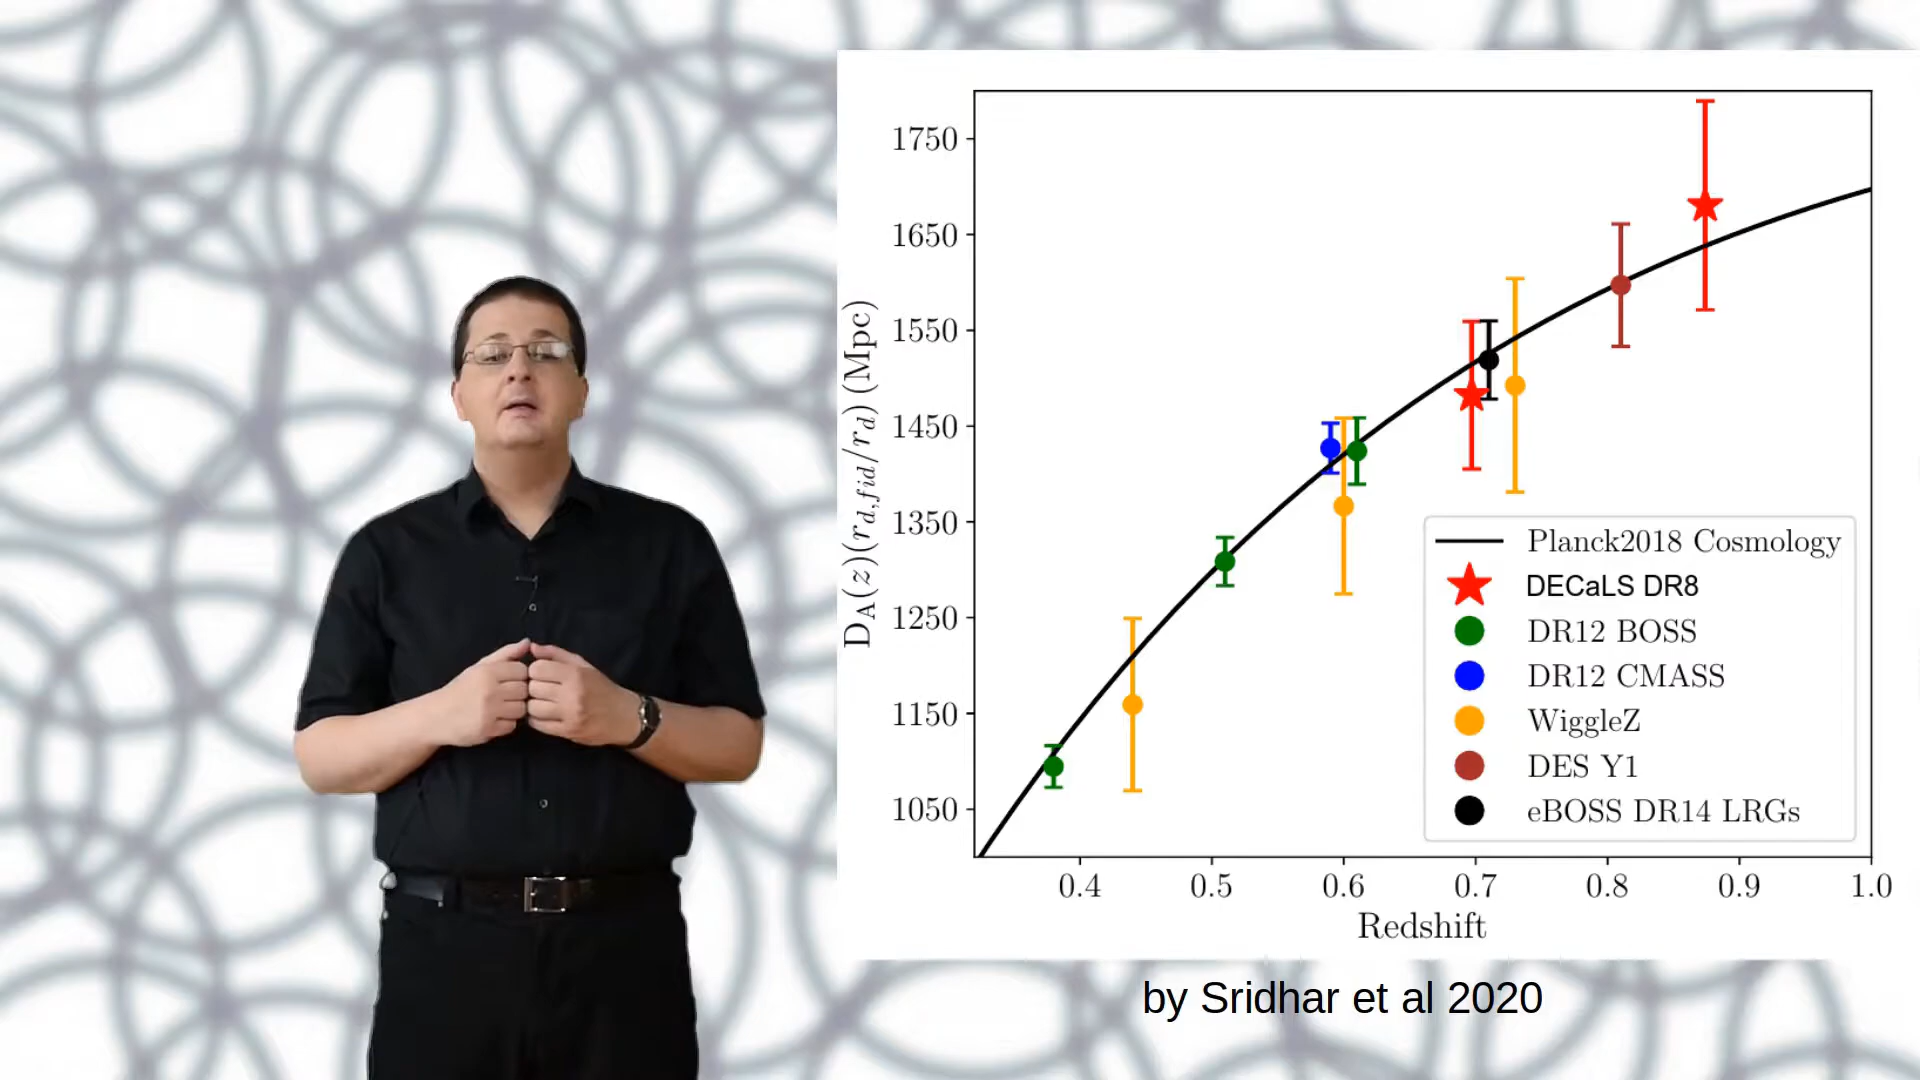 1750
1650
1550
1450
1350
1250
1150
1050
D_A(z)(r_{d,fid}/r_d) (Mpc)
Planck2018 Cosmology
DECaLS DR8
DR12 BOSS
DR12 CMASS
WiggleZ
DES Y1
eBOSS DR14 LRGs
0.4 0.5 0.6 0.7 0.8 0.9 1.0
Redshift
by Sridhar et al 2020